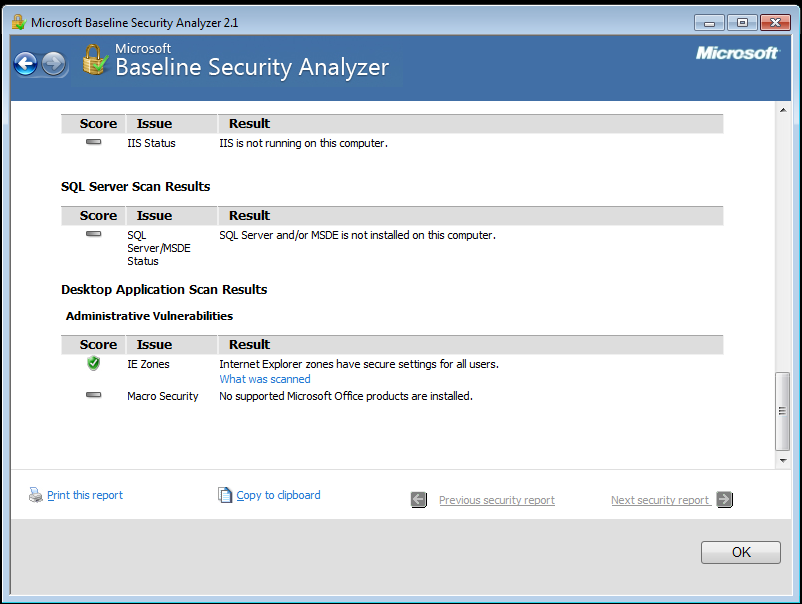 Microsoft Baseline Security Analyzer 2.1
Microsoft
Baseline Security Analyzer
Microsoft
Score Issue Result
IIS Status IIS is not running on this computer.
SQL Server Scan Results
Score Issue Result
SQL SQL Server and/or MSDE is not installed on this computer.
Server/MSDE
Status
Desktop Application Scan Results
Administrative Vulnerabilities
Score Issue Result
IE Zones Internet Explorer zones have secure settings for all users.
What was scanned
Macro Security No supported Microsoft Office products are installed.
Print this report Copy to clipboard Previous security report Next security report
OK